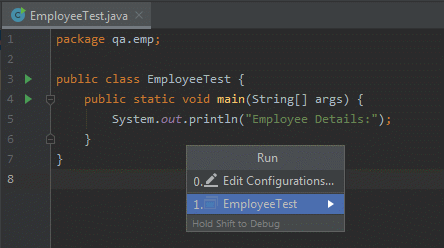 EmployeeTest.java
1 package qa.emp;
2
3 public class EmployeeTest {
4 public static void main(String[] args) {
5 System.out.println("Employee Details:");
6 }
7 }
8
Run
0. Edit Configurations...
1. EmployeeTest
Hold Shift to Debug